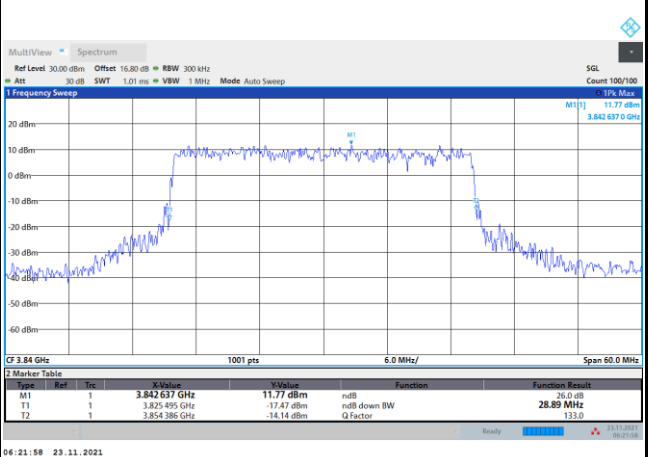 MultiView Spectrum
Ref Level 30.00 dBm Offset 16.80 dB RBW 300 kHz SGL
Att 30 dB SWT 1.01 ms VBW 1 MHz Mode Auto Sweep Count 100/100
1 Frequency Sweep 1Pk Max
M1[1] 11.77 dBm
3.842 637 0 GHz
M1
20 dBm
10 dBm
0 dBm
-10 dBm
-20 dBm
-30 dBm
-40 dBm
-50 dBm
-60 dBm
CF 3.84 GHz 1001 pts 6.0 MHz/ Span 60.0 MHz
2 Marker Table
Type Ref Trc X-Value Y-Value Function Function Result
M1 1 3.842 637 GHz 11.77 dBm ndB 26.0 dB
T1 1 3.825 495 GHz -17.47 dBm ndB down BW 28.89 MHz
T2 1 3.854 386 GHz -14.14 dBm Q Factor 133.0
Ready 23.11.2021
06:21:58
06:21:58 23.11.2021